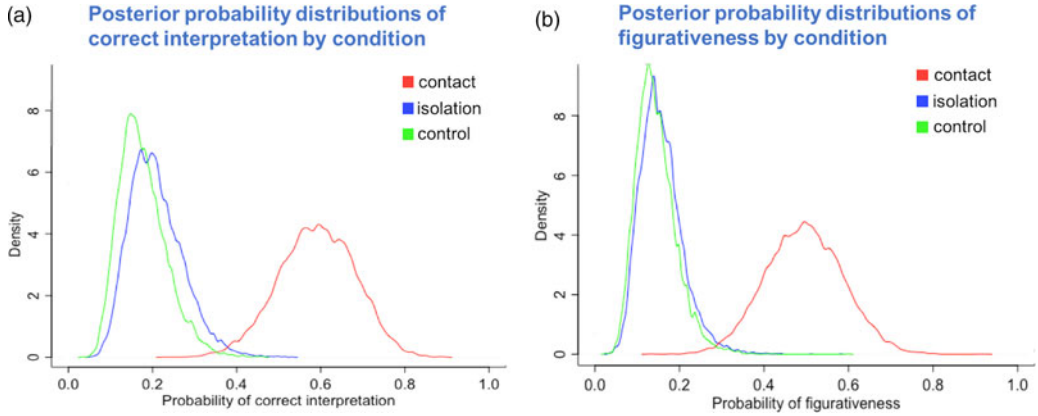 (a)
Posterior probability distributions of
correct interpretation by condition
contact
isolation
control
8
6
4
2
0
Density
0.0 0.2 0.4 0.6 0.8 1.0
Probability of correct interpretation
(b)
Posterior probability distributions of
figurativeness by condition
contact
isolation
control
8
6
4
2
0
Density
0.0 0.2 0.4 0.6 0.8 1.0
Probability of figurativeness